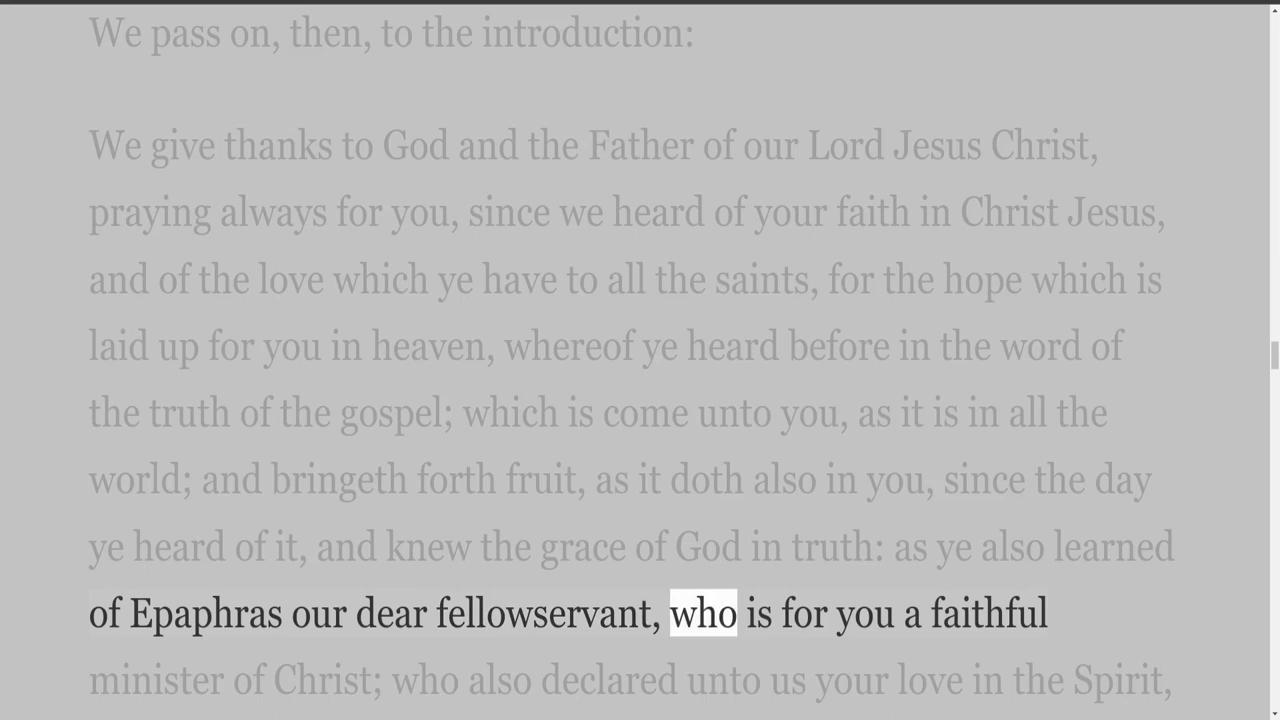 We pass on, then, to the introduction:
We give thanks to God and the Father of our Lord Jesus Christ,
praying always for you, since we heard of your faith in Christ Jesus,
and of the love which ye have to all the saints, for the hope which is
laid up for you in heaven, whereof ye heard before in the word of
the truth of the gospel; which is come unto you, as it is in all the
world; and bringeth forth fruit, as it doth also in you, since the day
ye heard of it, and knew the grace of God in truth: as ye also learned
of Epaphras our dear fellowservant, who is for you a faithful
minister of Christ; who also declared unto us your love in the Spirit,